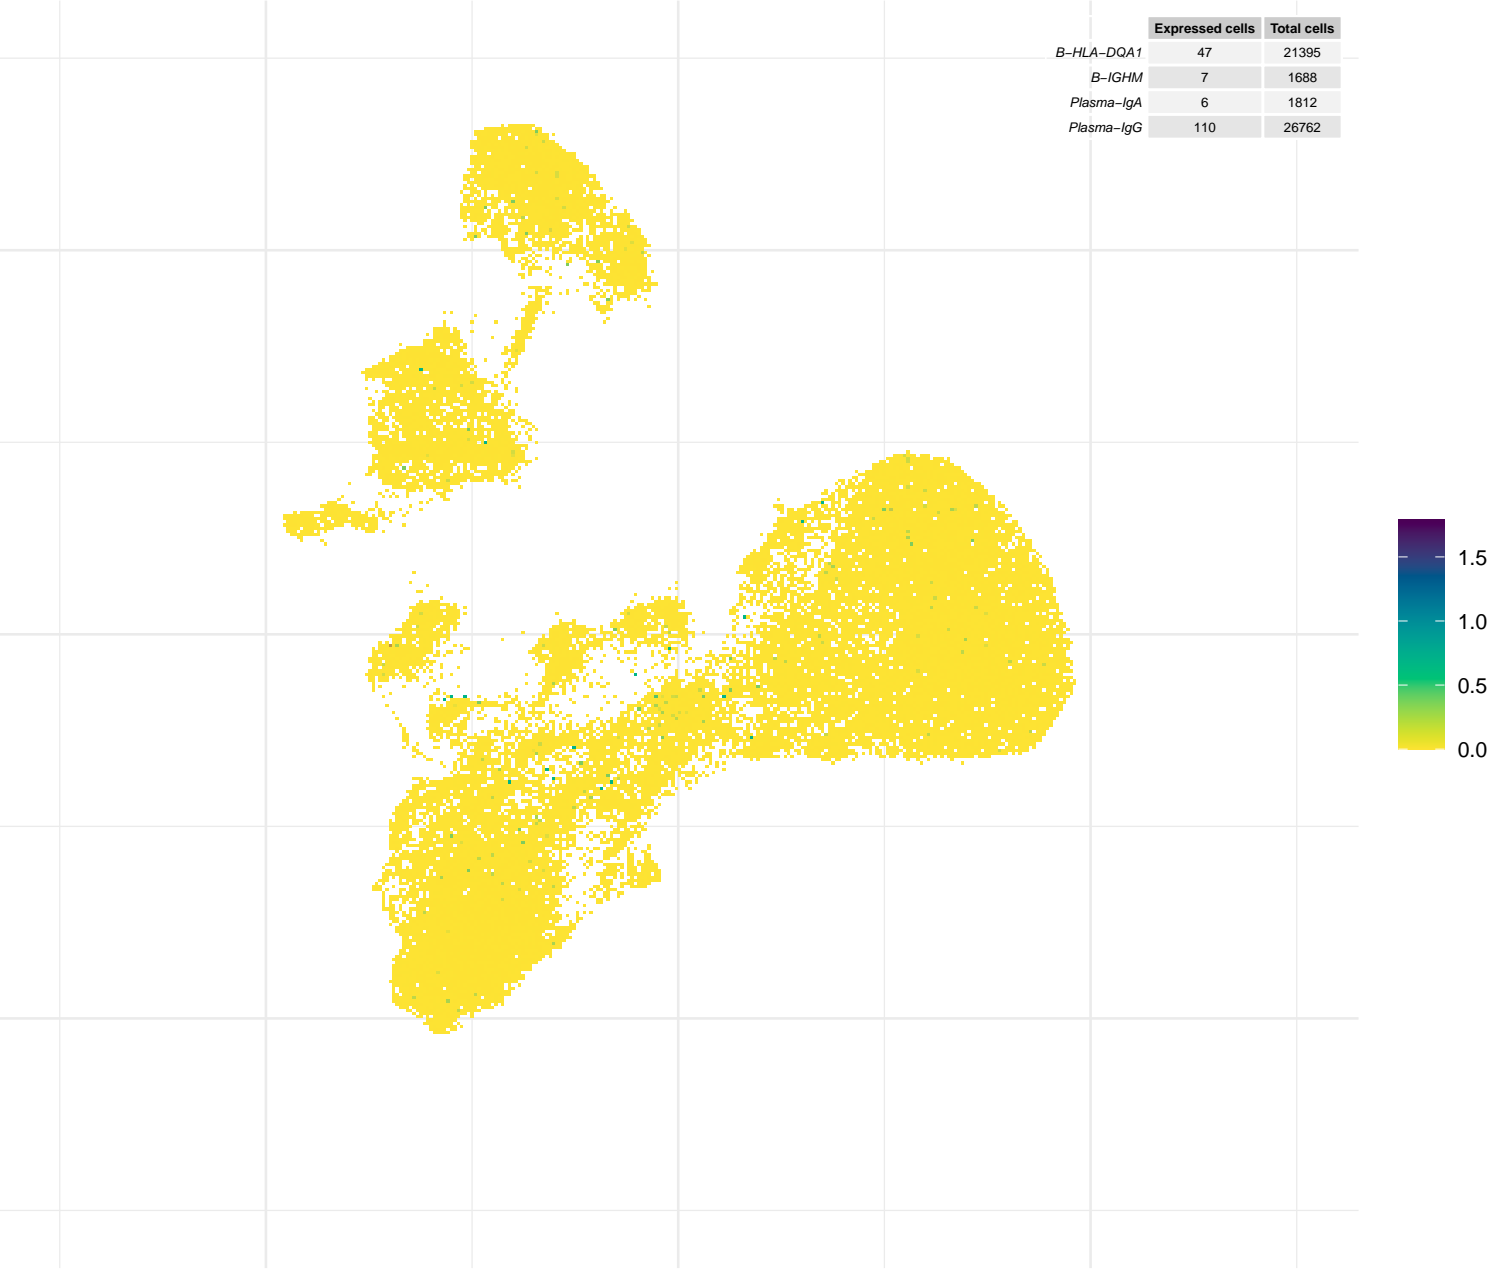 Expressed cells Total cells
B−HLA−DQA1 47 21395
B−IGHM 7 1688
Plasma−IgA 6 1812
Plasma−IgG 110 26762
1.5
1.0
0.5
0.0